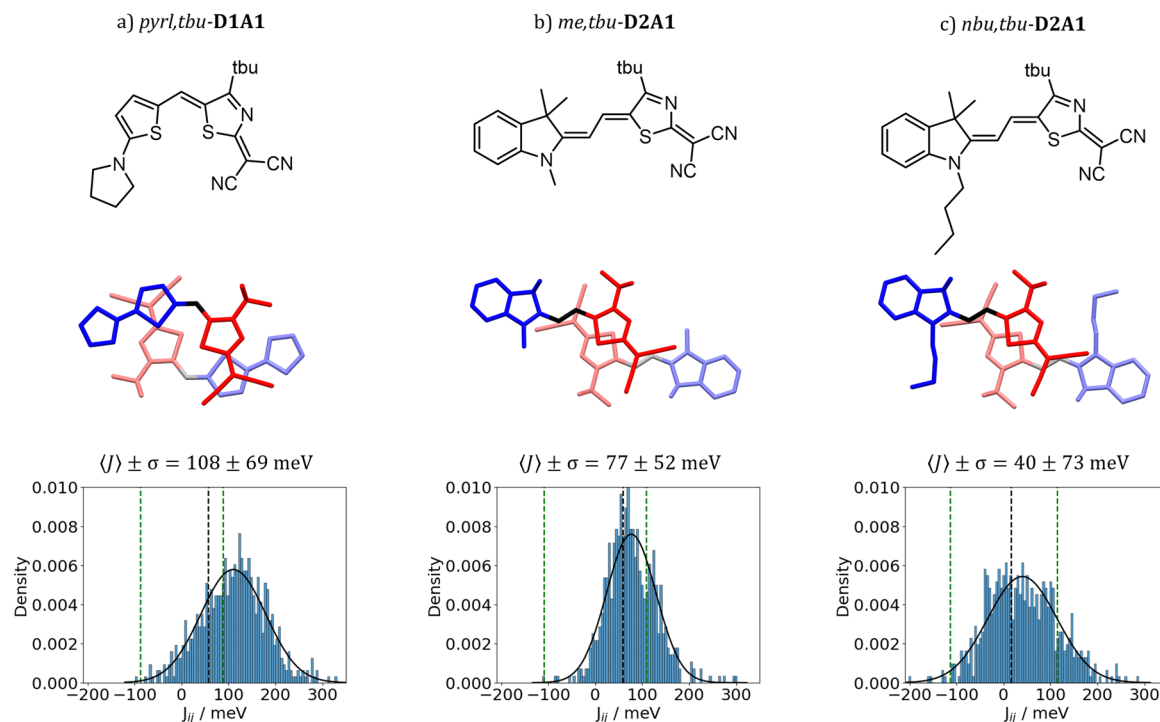 a) pyrl,tbu-D1A1
b) me,tbu-D2A1
c) nbu,tbu-D2A1
tbu
N
S
S
N
CN
NC
tbu
N
S
CN
NC
N
tbu
N
S
CN
NC
N
⟨J⟩ ± σ = 108 ± 69 meV
⟨J⟩ ± σ = 77 ± 52 meV
⟨J⟩ ± σ = 40 ± 73 meV
0.010
0.008
0.006
0.004
0.002
0.000
Density
−200 −100 0 100 200 300
J_ij / meV
0.010
0.008
0.006
0.004
0.002
0.000
Density
−200 −100 0 100 200 300
J_ij / meV
0.010
0.008
0.006
0.004
0.002
0.000
Density
−200 −100 0 100 200 300
J_ij / meV